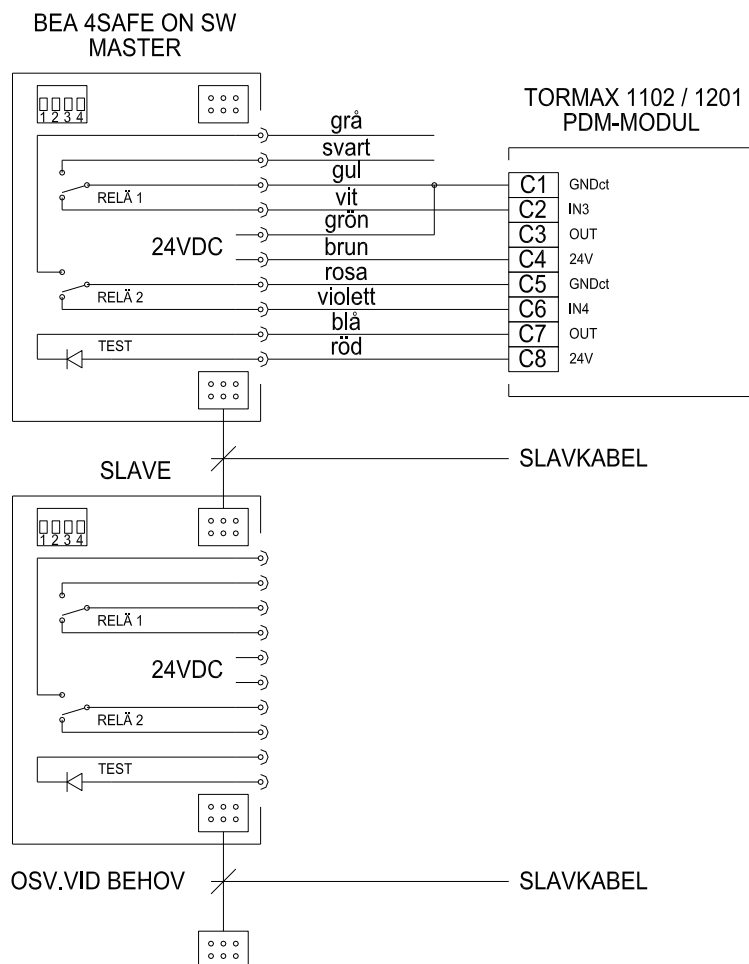 BEA 4SAFE ON SW
MASTER
1 2 3 4
TORMAX 1102 / 1201
PDM-MODUL
grå
svart
gul
RELÄ 1
vit
grön
24VDC
brun
rosa
RELÄ 2
violett
blå
TEST
röd
C1 GNDct
C2 IN3
C3 OUT
C4 24V
C5 GNDct
C6 IN4
C7 OUT
C8 24V
SLAVE
SLAVKABEL
1 2 3 4
RELÄ 1
24VDC
RELÄ 2
TEST
OSV.VID BEHOV
SLAVKABEL